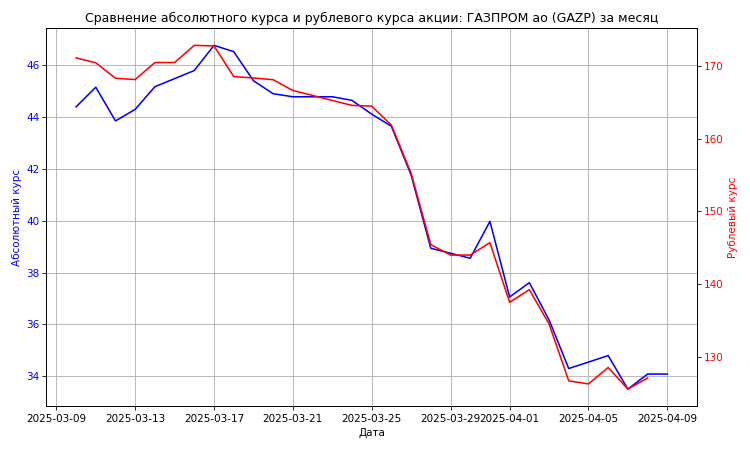 Сравнение абсолютного курса и рублевого курса акции: ГАЗПРОМ ао (GAZP) за месяц
Абсолютный курс
46
44
42
40
38
36
34
170
160
150
140
130
Рублевый курс
2025-03-09 2025-03-13 2025-03-17 2025-03-21 2025-03-25 2025-03-29 2025-04-01 2025-04-05 2025-04-09
Дата